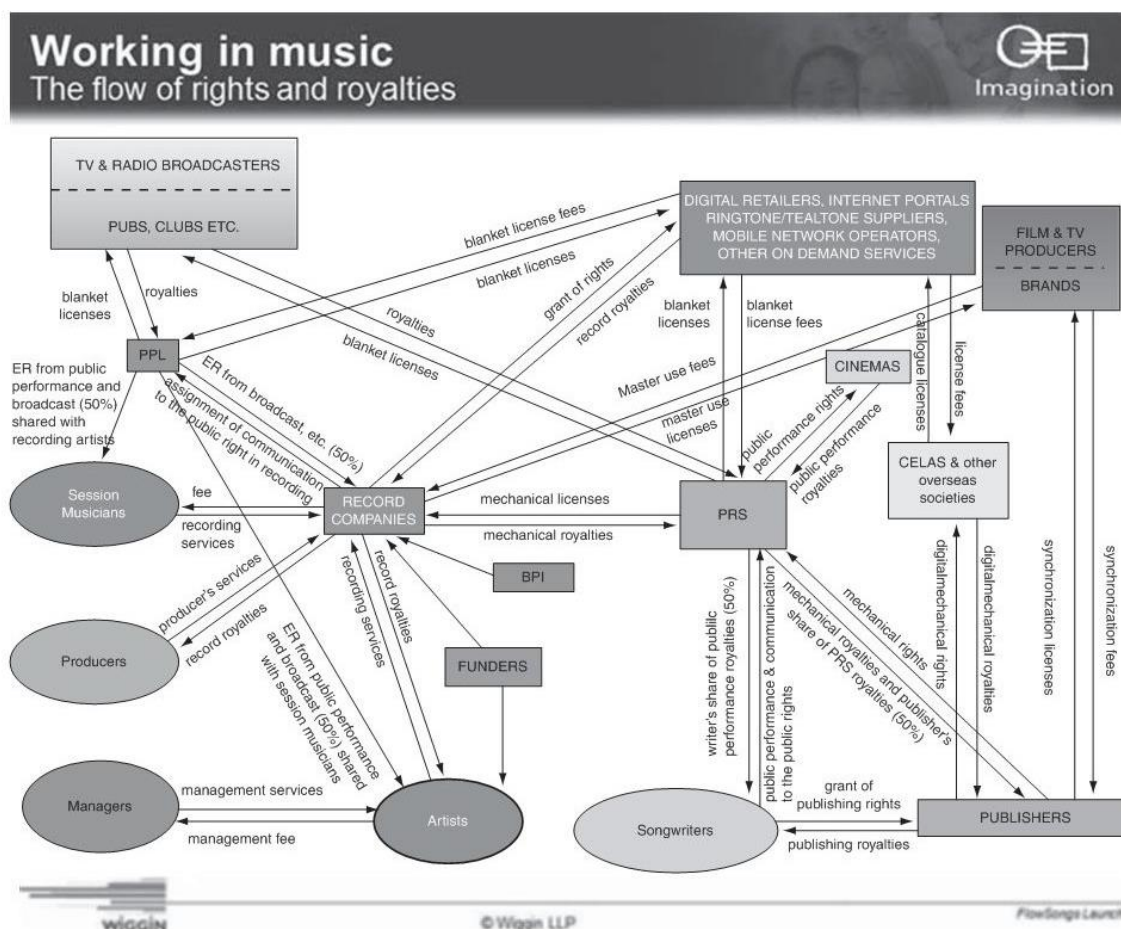 Working in music
The flow of rights and royalties
Imagination
TV & RADIO BROADCASTERS
PUBS, CLUBS ETC.
DIGITAL RETAILERS, INTERNET PORTALS
RINGTONE/TEALTONE SUPPLIERS,
MOBILE NETWORK OPERATORS,
OTHER ON DEMAND SERVICES
FILM & TV
PRODUCERS
BRANDS
blanket license fees
blanket licenses
grant of rights
record royalties
blanket
licenses
royalties
royalties
blanket licenses
blanket
licenses
blanket
license fees
catalogue licenses
license fees
PPL
CINEMAS
ER from public
performance and
broadcast (50%)
shared with
recording artists
ER from broadcast, etc. (50%)
assignment of communication
to the public right in recording
Master use fees
master use
licenses
public
performance rights
public performance
royalties
CELAS & other
overseas
societies
Session
Musicians
fee
recording
services
RECORD
COMPANIES
mechanical licenses
mechanical royalties
PRS
BPI
producer's services
record royalties
Producers
recording services
record royalties
FUNDERS
ER from public performance
and broadcast (50%) shared
with session musicians
writer's share of publilc
performance royalties (50%)
public performance & communication
to the public rights
mechanical rights
mechanical royalties and publisher's
share of PRS royalties (50%)
digitalmechanical rights
digitalmechanical royalties
synchronization licenses
synchronization fees
Managers
management services
management fee
Artists
Songwriters
grant of
publishing rights
publishing royalties
PUBLISHERS
wiggin
© Wiggin LLP
FlowSongs Launch